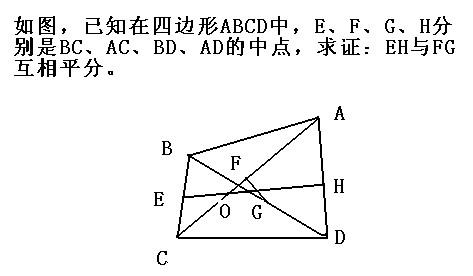 如图，已知在四边形ABCD中，E、F、G、H分
别是BC、AC、BD、AD的中点，求证：EH与FG
互相平分。
A
B
F
E
H
O
G
D
C